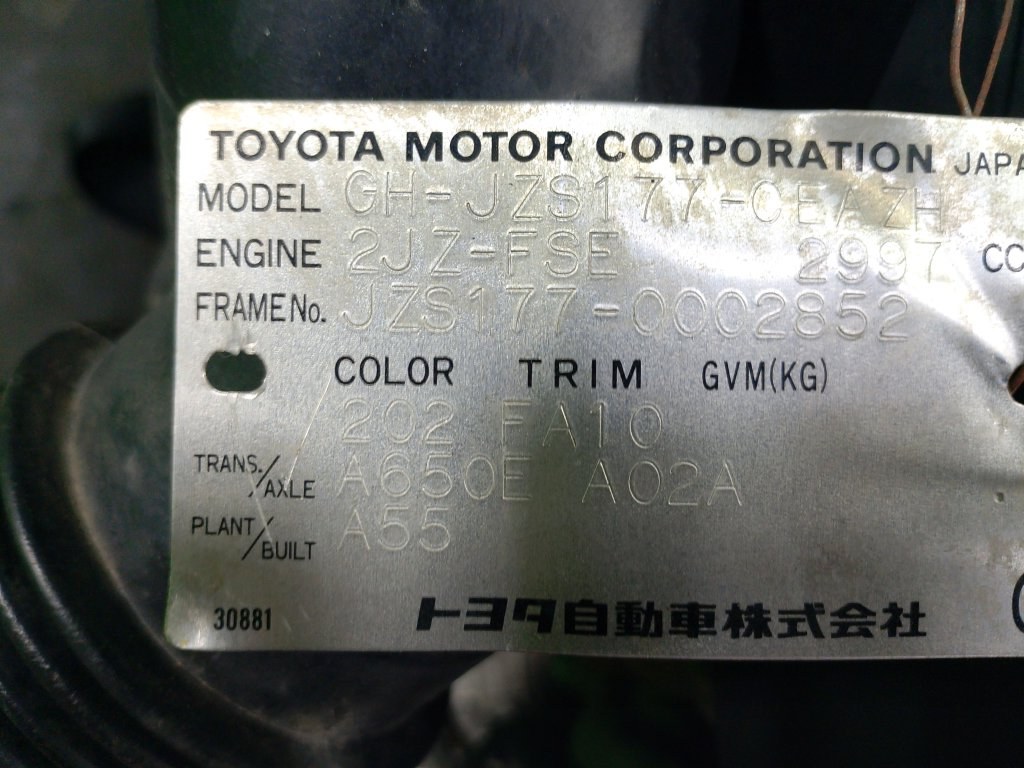 TOYOTA MOTOR CORPORATION JAPA
MODEL GH-JZS177-CEAZH
ENGINE 2JZ-FSE 2997 CC
FRAME No. JZS177-0002852
COLOR TRIM GVM(KG)
202 FA10
TRANS./AXLE A650E A02A
PLANT/BUILT A55
30881 トヨタ自動車株式会社